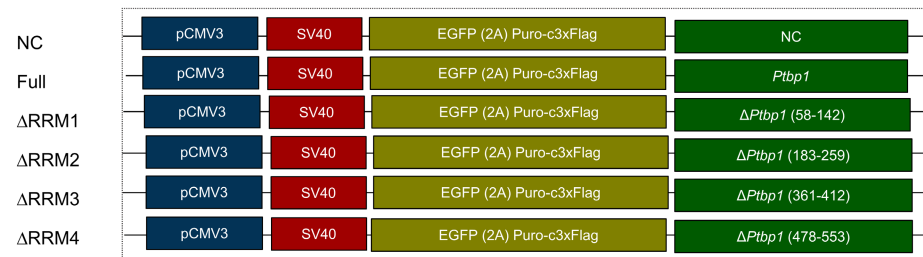 NC pCMV3 SV40 EGFP (2A) Puro-c3xFlag NC
Full pCMV3 SV40 EGFP (2A) Puro-c3xFlag Ptbp1
ΔRRM1 pCMV3 SV40 EGFP (2A) Puro-c3xFlag ΔPtbp1 (58-142)
ΔRRM2 pCMV3 SV40 EGFP (2A) Puro-c3xFlag ΔPtbp1 (183-259)
ΔRRM3 pCMV3 SV40 EGFP (2A) Puro-c3xFlag ΔPtbp1 (361-412)
ΔRRM4 pCMV3 SV40 EGFP (2A) Puro-c3xFlag ΔPtbp1 (478-553)